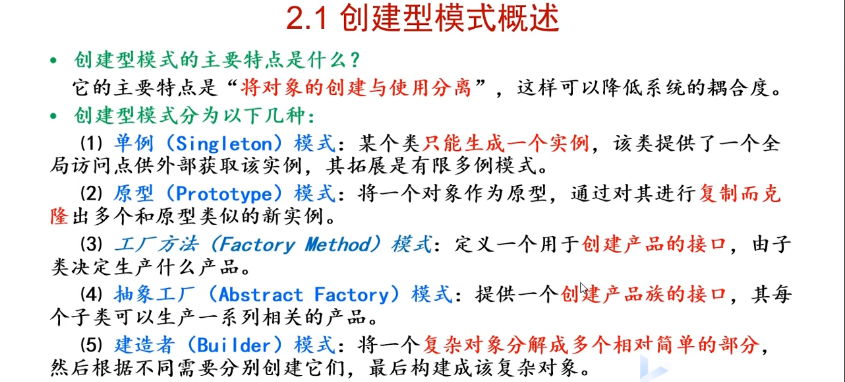 2.1 创建型模式概述
• 创建型模式的主要特点是什么？
它的主要特点是“将对象的创建与使用分离”，这样可以降低系统的耦合度。
• 创建型模式分为以下几种：
(1) 单例（Singleton）模式：某个类只能生成一个实例，该类提供了一个全
局访问点供外部获取该实例，其拓展是有限多例模式。
(2) 原型（Prototype）模式：将一个对象作为原型，通过对其进行复制而克
隆出多个和原型类似的新实例。
(3) 工厂方法（Factory Method）模式：定义一个用于创建产品的接口，由子
类决定生产什么产品。
(4) 抽象工厂（Abstract Factory）模式：提供一个创建产品族的接口，其每
个子类可以生产一系列相关的产品。
(5) 建造者（Builder）模式：将一个复杂对象分解成多个相对简单的部分，
然后根据不同需要分别创建它们，最后构建成该复杂对象。